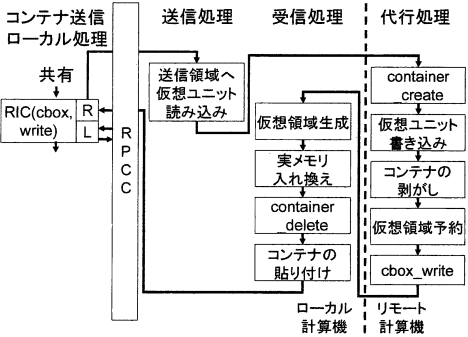 コンテナ送信
ローカル処理
送信処理
受信処理
代行処理
共有
RIC(cbox,
write)
R
L
R
P
C
C
送信領域へ
仮想ユニット
読み込み
仮想領域生成
実メモリ
入れ換え
container
_delete
コンテナの
貼り付け
container
_create
仮想ユニット
書き込み
コンテナの
剥がし
仮想領域予約
cbox_write
ローカル
計算機
リモート
計算機